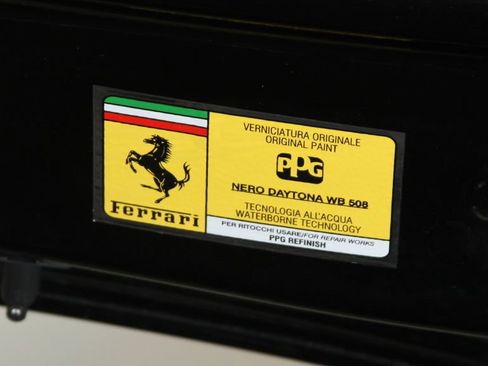 Ferrari
VERNICIATURA ORIGINALE
ORIGINAL PAINT
PPG
NERO DAYTONA WB 508
TECNOLOGIA ALL'ACQUA
WATERBORNE TECHNOLOGY
PER RITOCCHI USARE/FOR REPAIR WORKS
PPG REFINISH